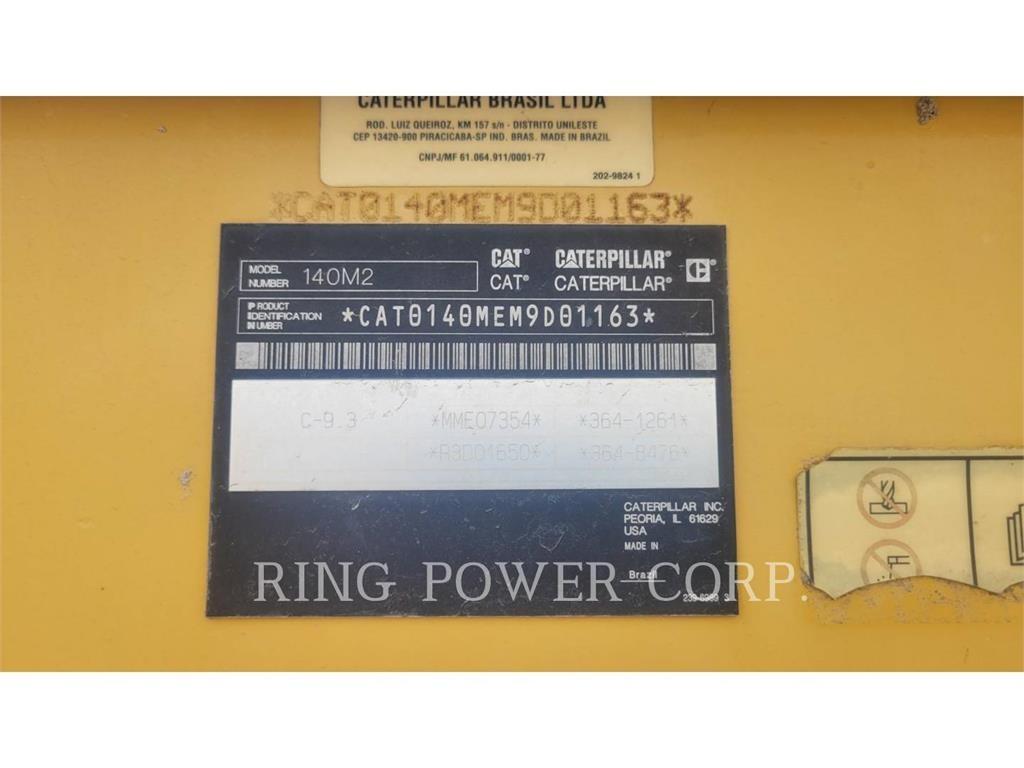 CATERPILLAR BRASIL LTDA
ROD. LUIZ QUEIROZ, KM 157 s/n - DISTRITO UNILESTE
CEP 13420-900 PIRACICABA-SP IND. BRAS. MADE IN BRAZIL
CNPJ/MF 61.064.911/0001-77
202-9824 1
*CAT0140MEM9D01163*
CAT® CATERPILLAR®
CAT® CATERPILLAR®
MODEL NUMBER 140M2
PRODUCT IDENTIFICATION NUMBER *CAT0140MEM9D01163*
C-9.3 *MME07354* *364-1261*
*R3D01650* *364-8476*
CATERPILLAR INC.
PEORIA, IL 61629
USA
MADE IN
Brazil
RING POWER CORP.